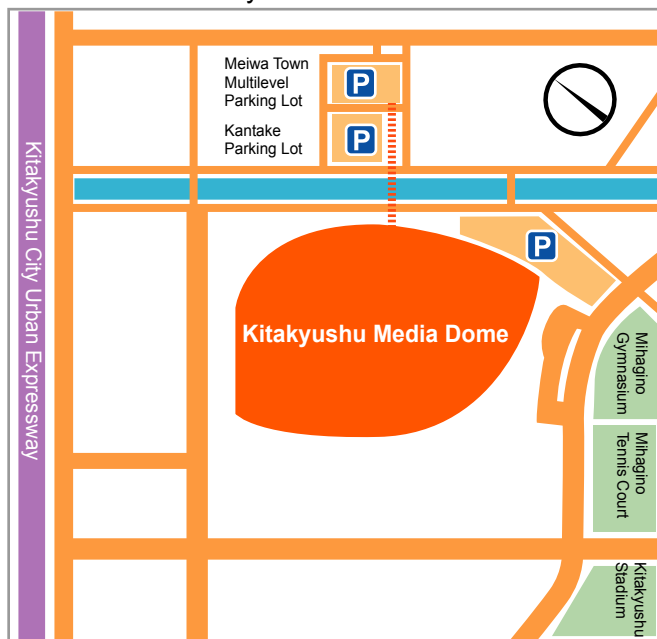 Meiwa Town
Multilevel
Parking Lot
P
Kantake
Parking Lot
P
P
Kitakyushu City Urban Expressway
Kitakyushu Media Dome
Mihagino
Gymnasium
Mihagino
Tennis Court
Kitakyushu
Stadium